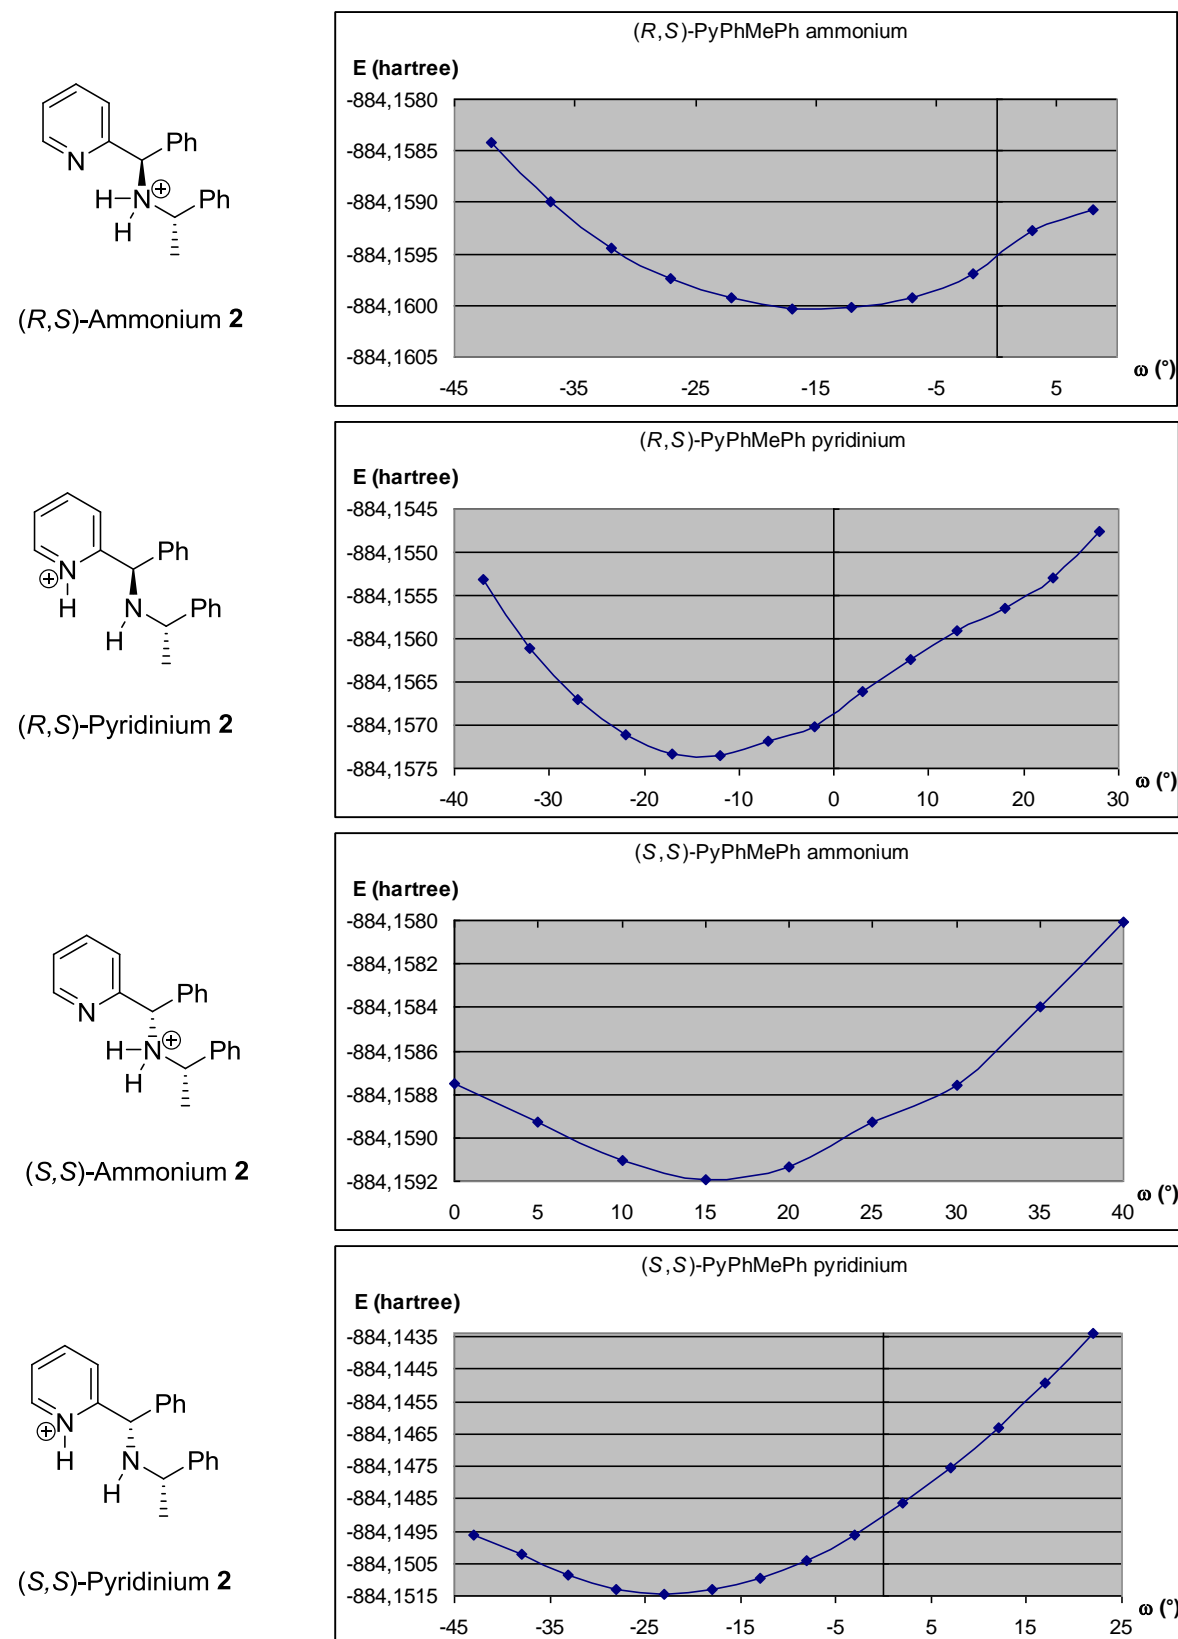 (R,S)-PyPhMePh ammonium
E (hartree)
-884,1580
-884,1585
-884,1590
-884,1595
-884,1600
-884,1605
-45 -35 -25 -15 -5 5
ω (°)
N
Ph
H N ⊕ Ph
H
(R,S)-Ammonium 2
(R,S)-PyPhMePh pyridinium
E (hartree)
-884,1545
-884,1550
-884,1555
-884,1560
-884,1565
-884,1570
-884,1575
-40 -30 -20 -10 0 10 20 30
ω (°)
⊕ N
H
Ph
H N Ph
(R,S)-Pyridinium 2
(S,S)-PyPhMePh ammonium
E (hartree)
-884,1580
-884,1582
-884,1584
-884,1586
-884,1588
-884,1590
-884,1592
0 5 10 15 20 25 30 35 40
ω (°)
N
Ph
H N ⊕ Ph
H
(S,S)-Ammonium 2
(S,S)-PyPhMePh pyridinium
E (hartree)
-884,1435
-884,1445
-884,1455
-884,1465
-884,1475
-884,1485
-884,1495
-884,1505
-884,1515
-45 -35 -25 -15 -5 5 15 25
ω (°)
⊕ N
H
Ph
H N Ph
(S,S)-Pyridinium 2